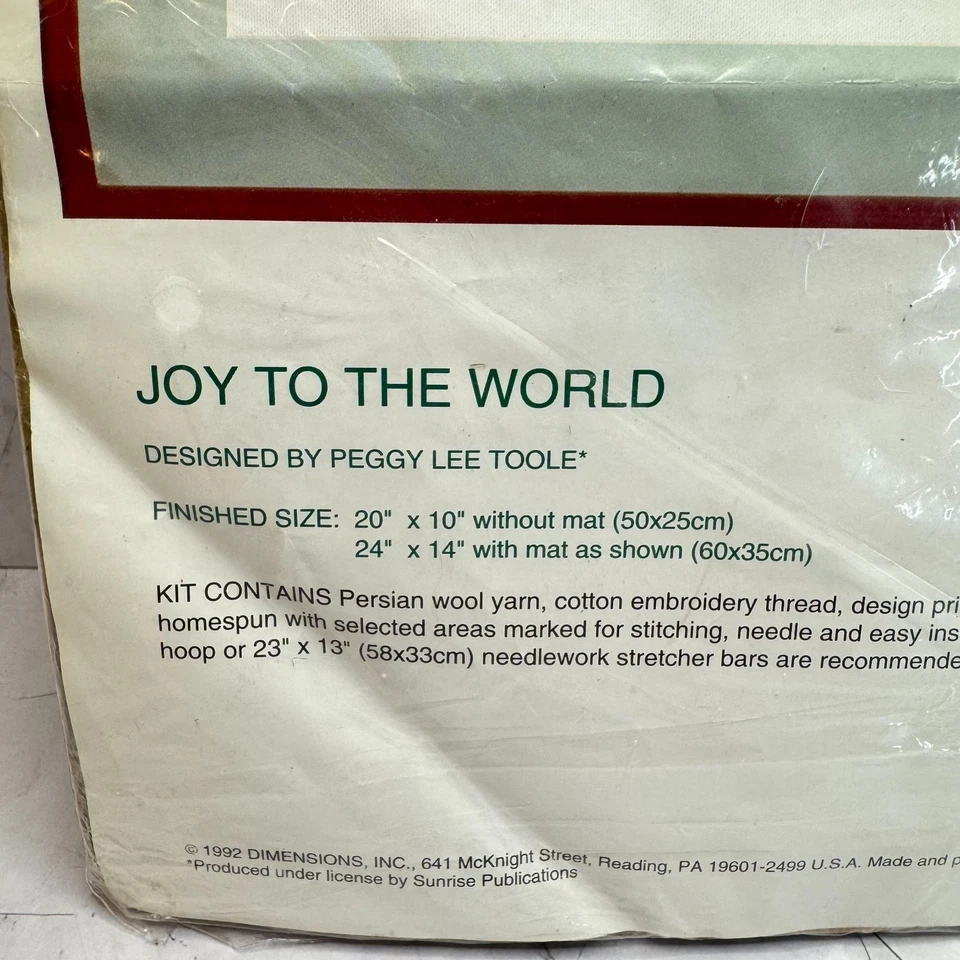 JOY TO THE WORLD
DESIGNED BY PEGGY LEE TOOLE*
FINISHED SIZE: 20" x 10" without mat (50x25cm)
24" x 14" with mat as shown (60x35cm)
KIT CONTAINS Persian wool yarn, cotton embroidery thread, design pri
homespun with selected areas marked for stitching, needle and easy ins
hoop or 23" x 13" (58x33cm) needlework stretcher bars are recommende
© 1992 DIMENSIONS, INC., 641 McKnight Street, Reading, PA 19601-2499 U.S.A. Made and p
*Produced under license by Sunrise Publications